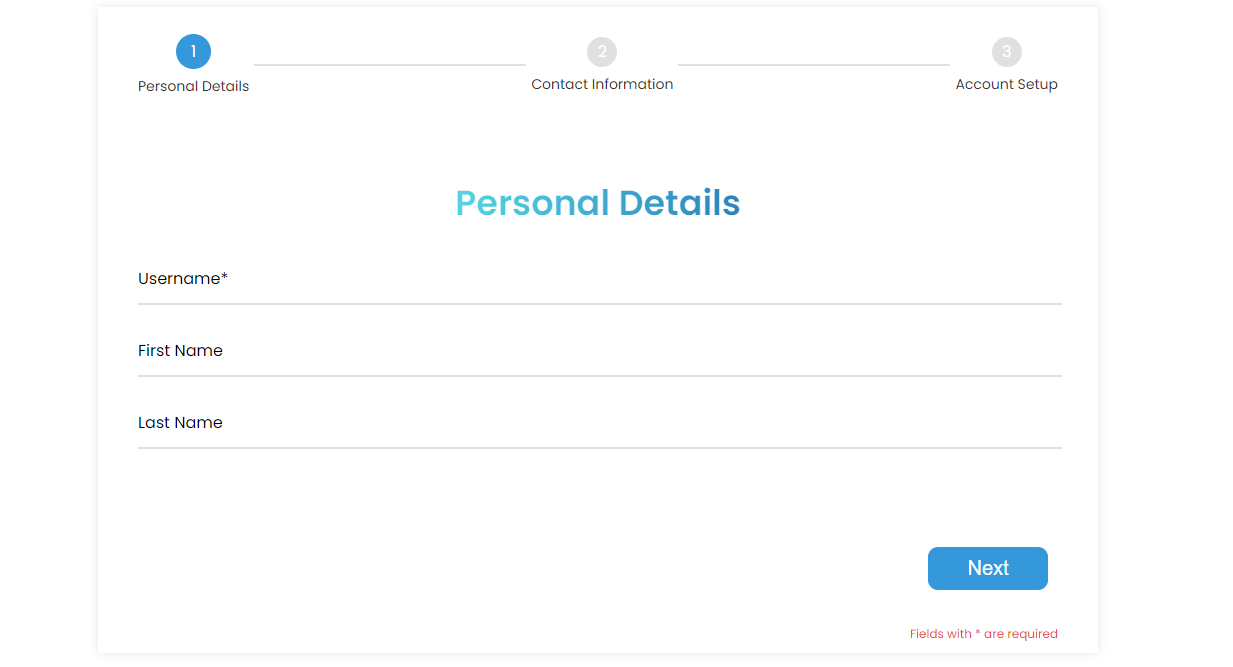 1
2
3
Personal Details
Contact Information
Account Setup
Personal Details
Username*
First Name
Last Name
Next
Fields with * are required